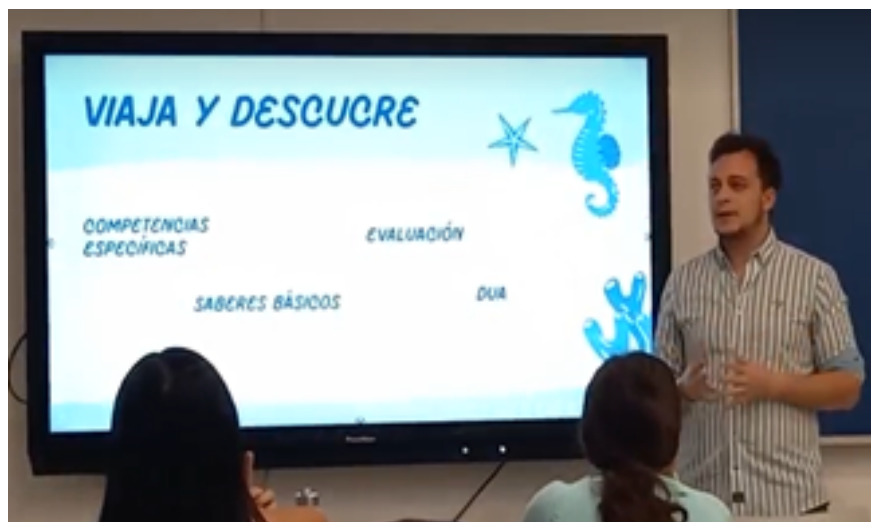 VIAJA Y DESCUCRE
COMPETENCIAS
ESPECÍFICAS
EVALUACIÓN
SABERES BÁSICOS
DUA